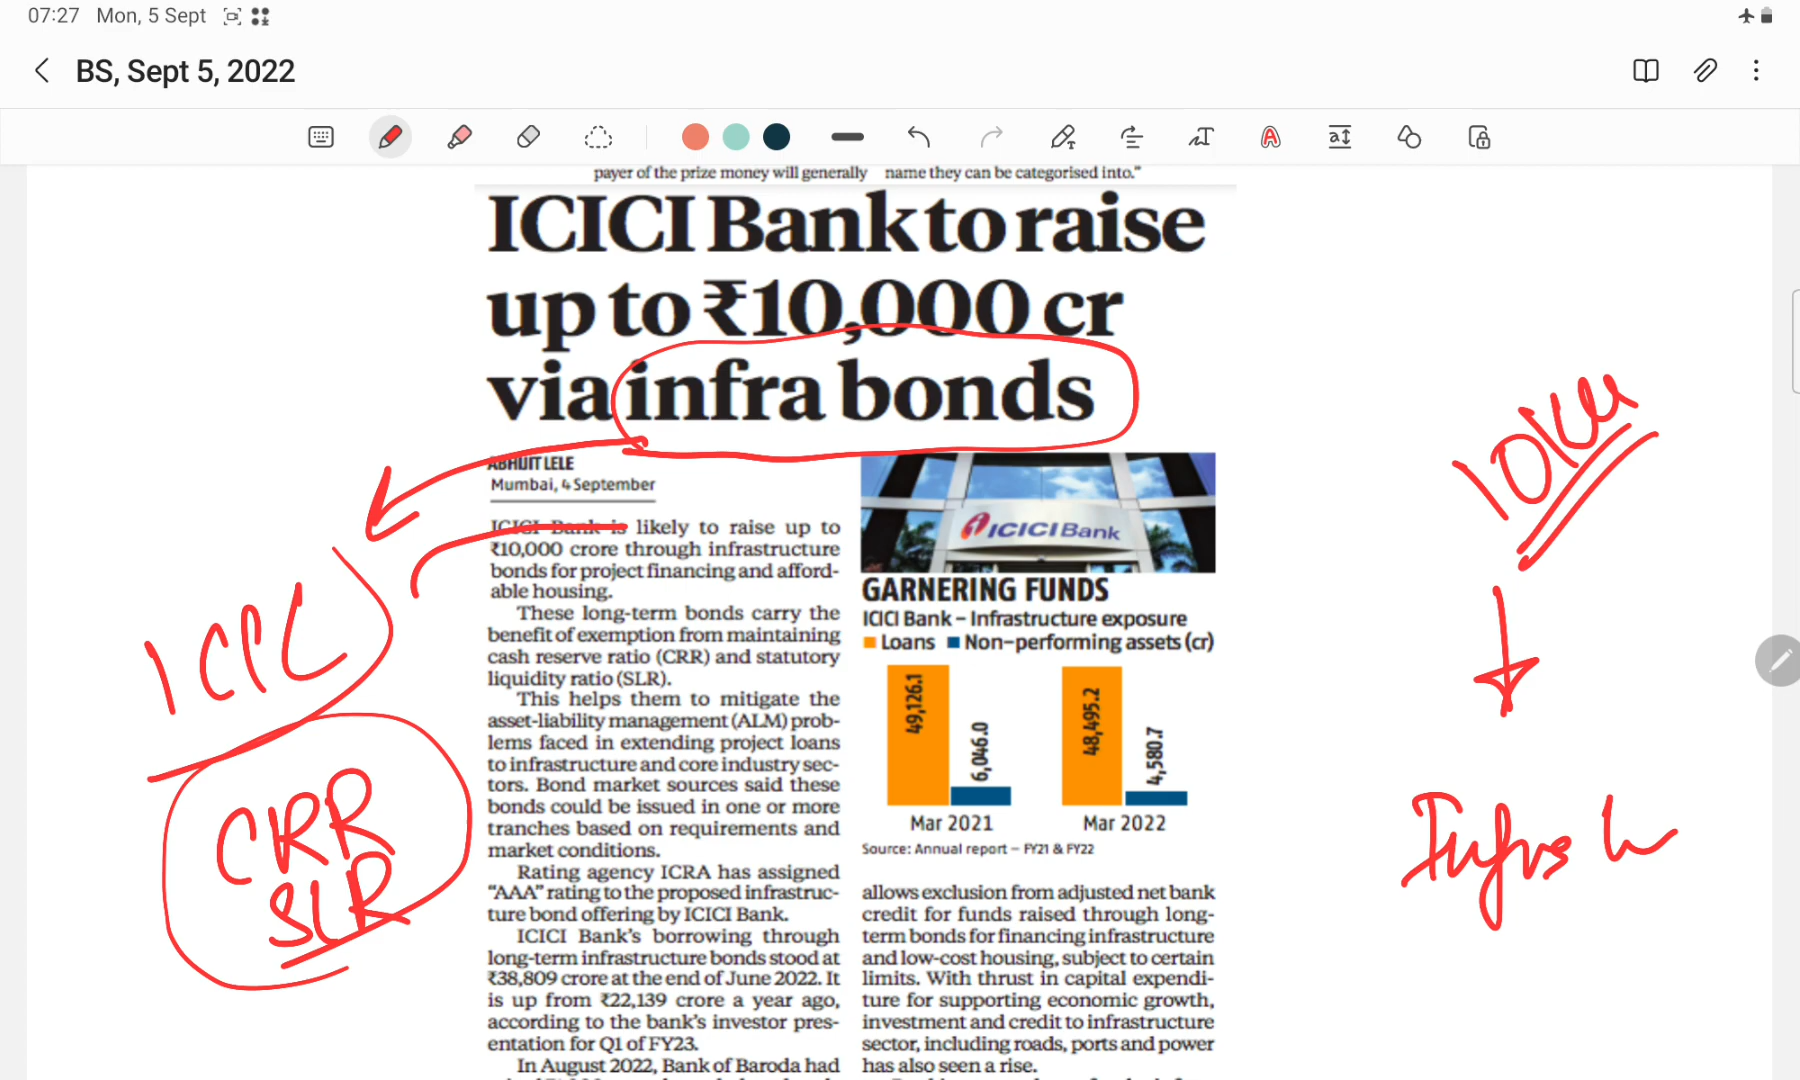 07:27 Mon, 5 Sept
BS, Sept 5, 2022
payer of the prize money will generally name they can be categorised into."
ICICI Bank to raise
up to ₹10,000 cr
via infra bonds
ABHIJIT LELE
Mumbai, 4 September
ICICI Bank is likely to raise up to
₹10,000 crore through infrastructure
bonds for project financing and afford-
able housing.
These long-term bonds carry the
benefit of exemption from maintaining
cash reserve ratio (CRR) and statutory
liquidity ratio (SLR).
This helps them to mitigate the
asset-liability management (ALM) prob-
lems faced in extending project loans
to infrastructure and core industry sec-
tors. Bond market sources said these
bonds could be issued in one or more
tranches based on requirements and
market conditions.
Rating agency ICRA has assigned
"AAA" rating to the proposed infrastruc-
ture bond offering by ICICI Bank.
ICICI Bank's borrowing through
long-term infrastructure bonds stood at
₹38,809 crore at the end of June 2022. It
is up from ₹22,139 crore a year ago,
according to the bank's investor pres-
entation for Q1 of FY23.
In August 2022, Bank of Baroda had
ICICI Bank
GARNERING FUNDS
ICICI Bank – Infrastructure exposure
Loans Non-performing assets (cr)
49,126.1 6,046.0 48,495.2 4,580.7
Mar 2021 Mar 2022
Source: Annual report – FY21 & FY22
allows exclusion from adjusted net bank
credit for funds raised through long-
term bonds for financing infrastructure
and low-cost housing, subject to certain
limits. With thrust in capital expendi-
ture for supporting economic growth,
investment and credit to infrastructure
sector, including roads, ports and power
has also seen a rise.
CRR
SLR